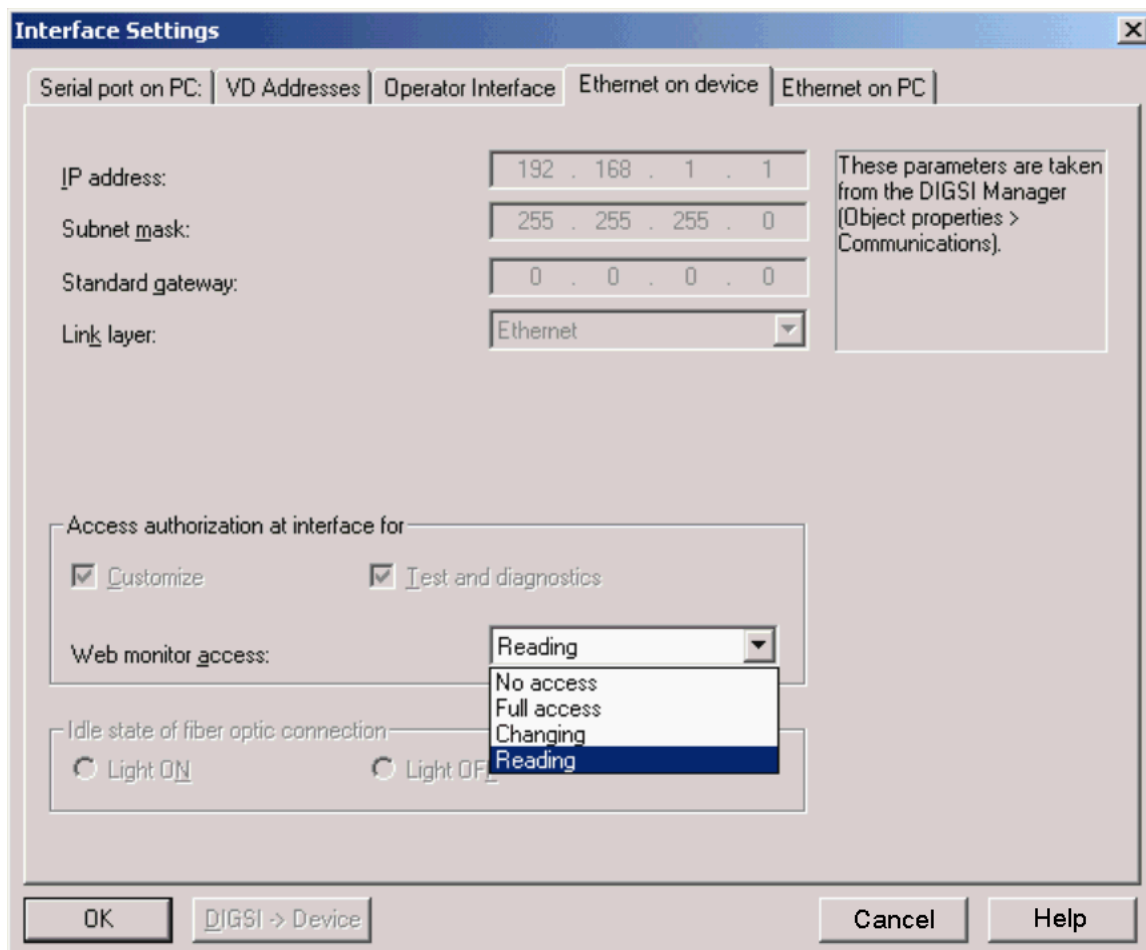 Interface Settings
Serial port on PC: VD Addresses Operator Interface Ethernet on device Ethernet on PC
IP address: 192 . 168 . 1 . 1
Subnet mask: 255 . 255 . 255 . 0
Standard gateway: 0 . 0 . 0 . 0
Link layer: Ethernet
These parameters are taken
from the DIGSI Manager
(Object properties >
Communications).
Access authorization at interface for
Customize Test and diagnostics
Web monitor access: Reading
No access
Full access
Changing
Reading
Idle state of fiber optic connection
Light ON Light OFF
OK DIGSI -> Device Cancel Help